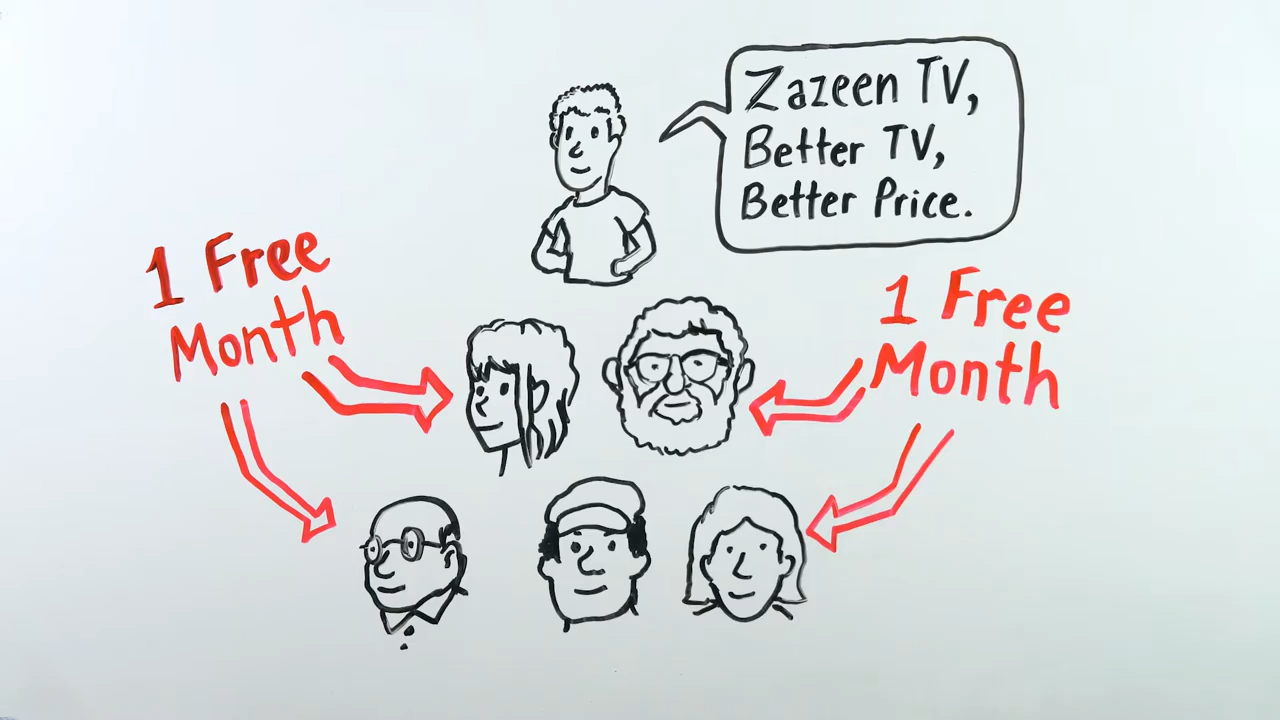 Zazeen TV,
Better TV,
Better Price.
1 Free
Month
1 Free
Month